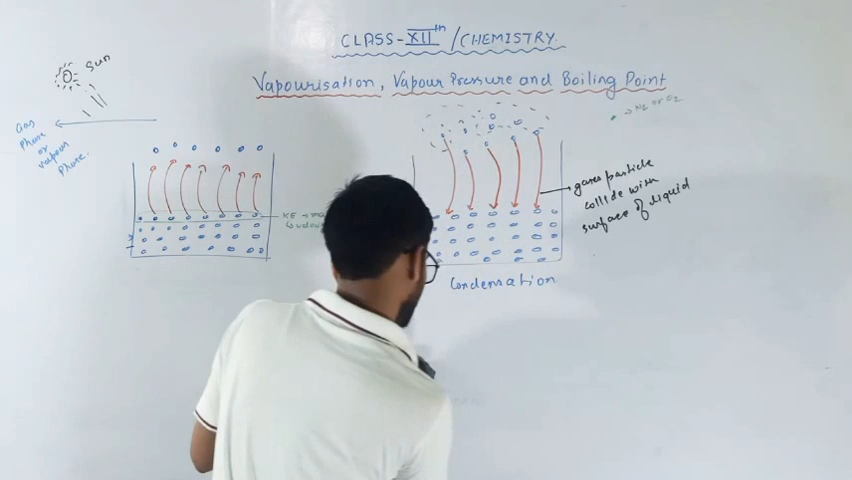 CLASS-XIIth/CHEMISTRY.
Vapourisation, Vapour Pressure and Boiling Point
Sun
Gas
Phase
or
vapour
Phase.
→ N2 or O2
KE →
gases particle
collide with
surface of liquid
Condensation